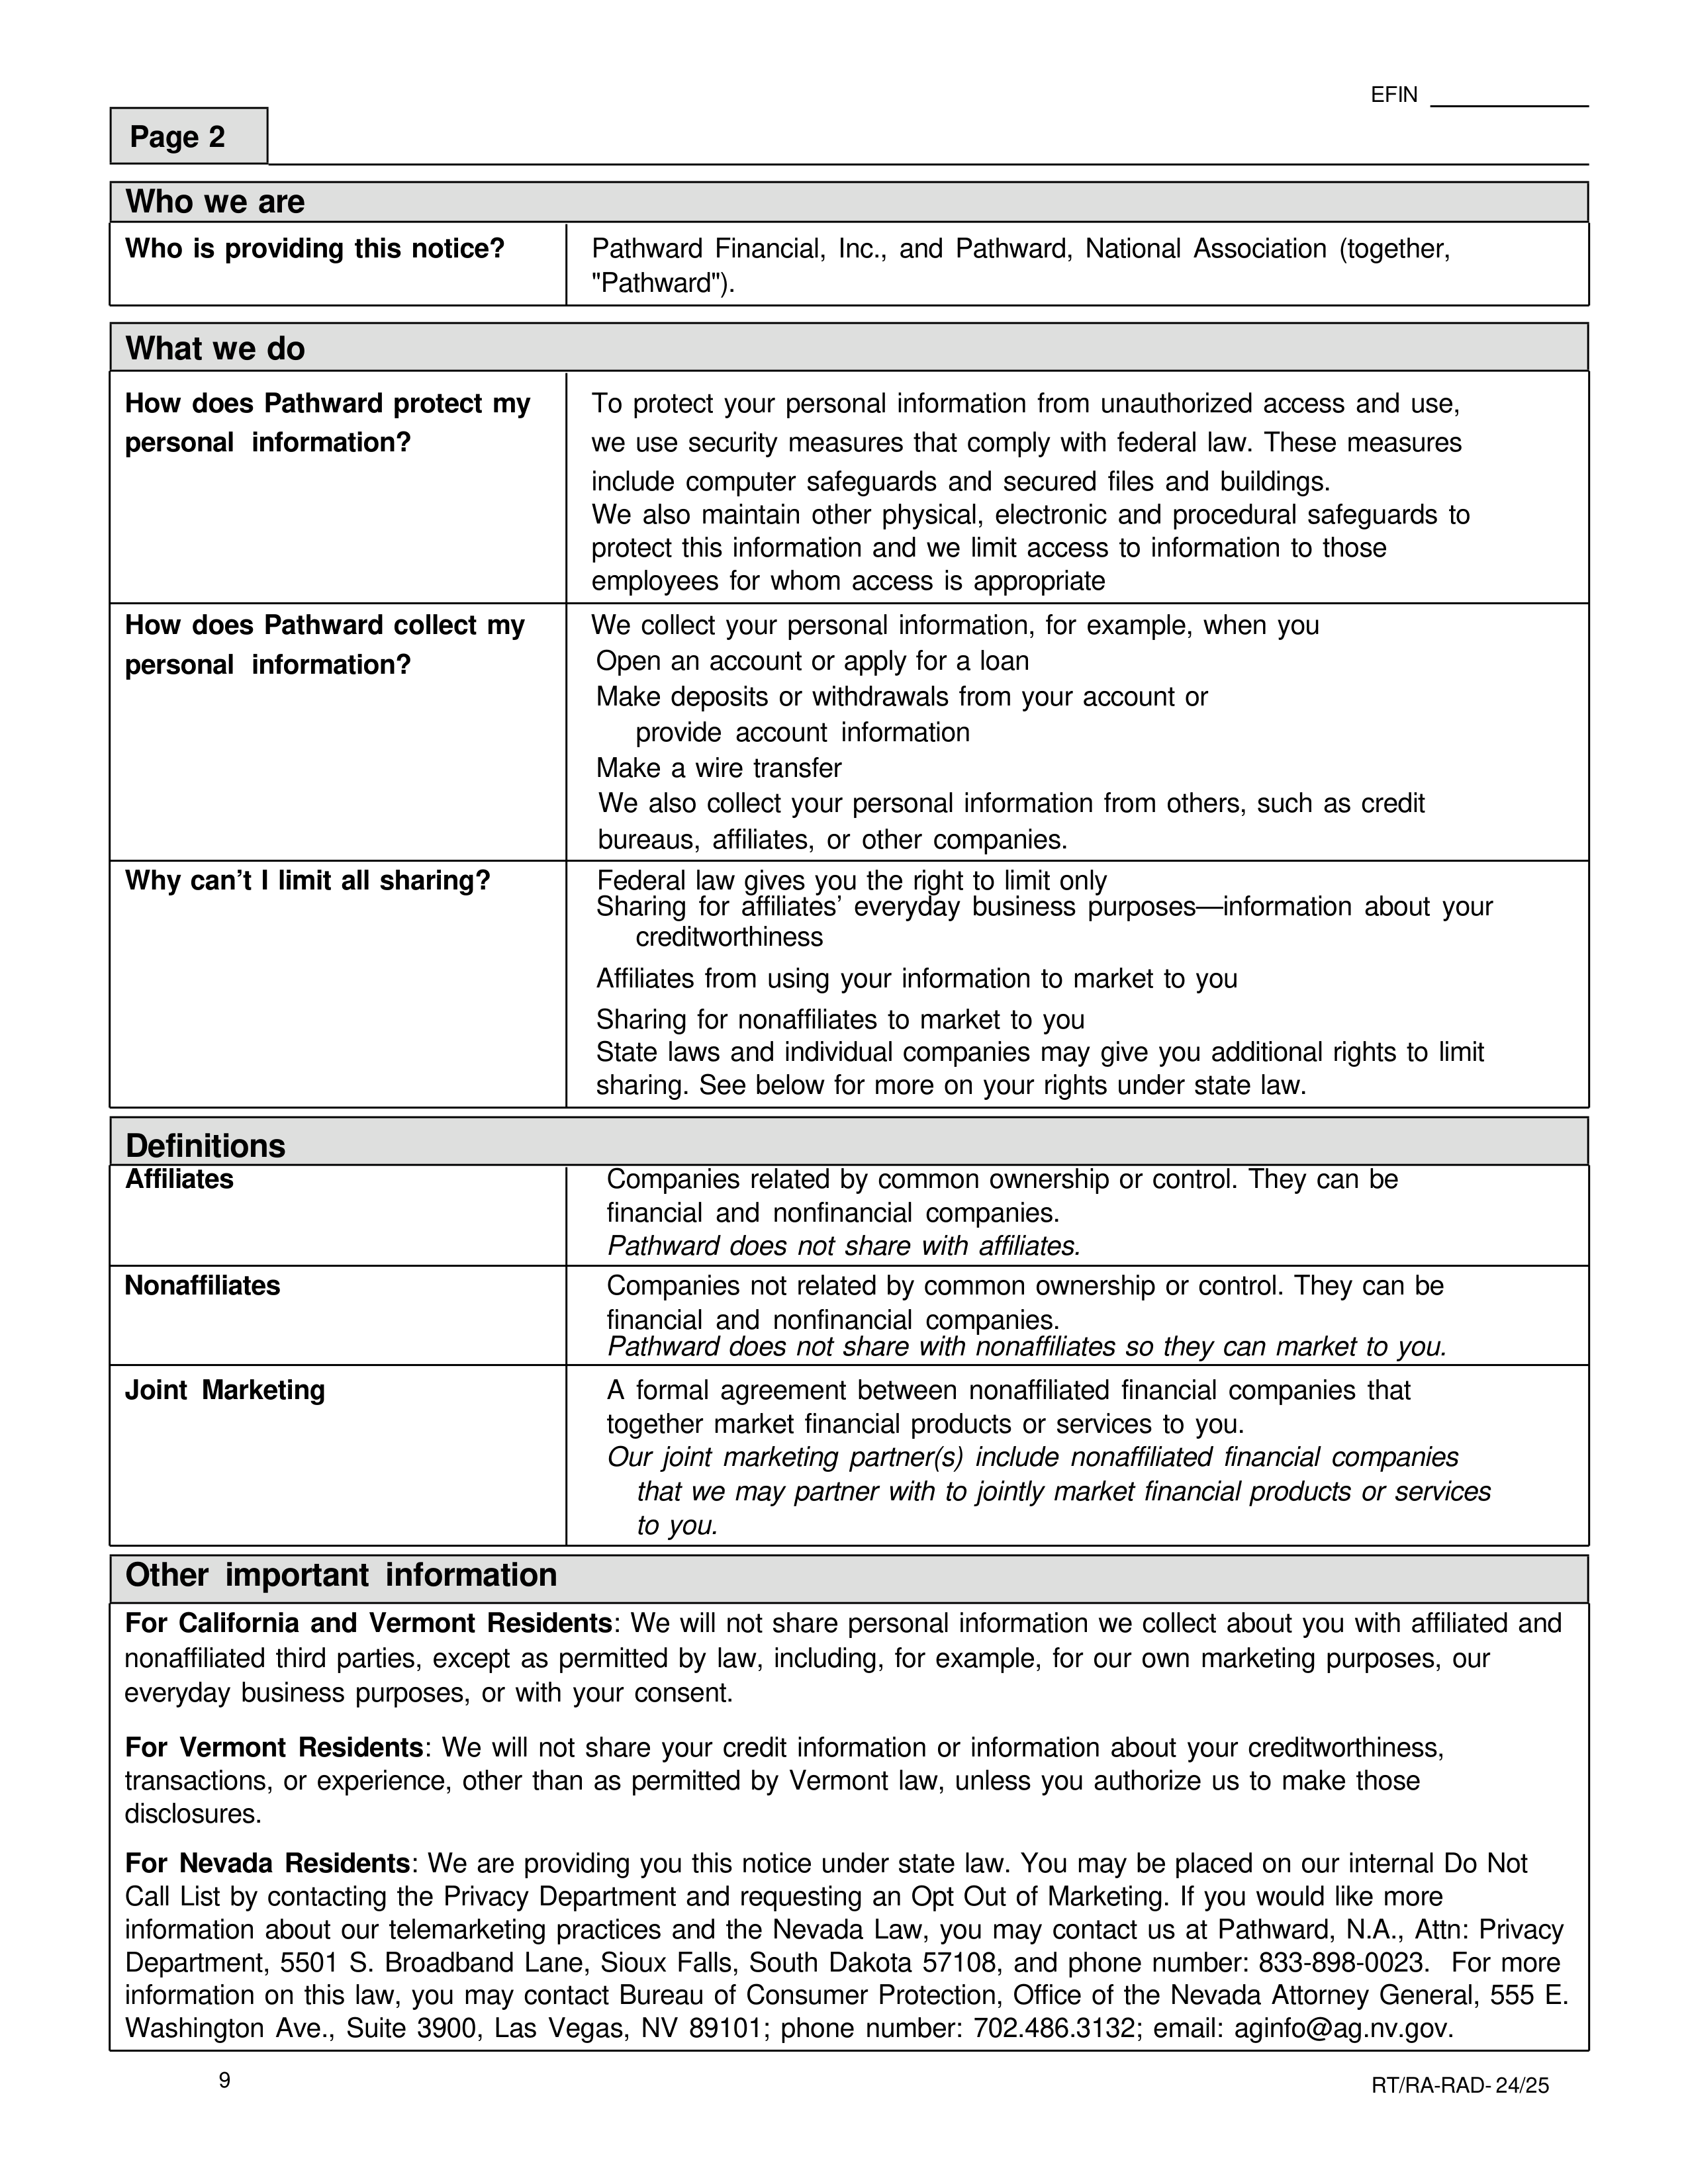 EFIN
Page 2
Who we are
Who is providing this notice?
Pathward Financial, Inc., and Pathward, National Association (together,
"Pathward").
What we do
How does Pathward protect my
personal information?
To protect your personal information from unauthorized access and use,
we use security measures that comply with federal law. These measures
include computer safeguards and secured files and buildings.
We also maintain other physical, electronic and procedural safeguards to
protect this information and we limit access to information to those
employees for whom access is appropriate
How does Pathward collect my
personal information?
We collect your personal information, for example, when you
Open an account or apply for a loan
Make deposits or withdrawals from your account or
provide account information
Make a wire transfer
We also collect your personal information from others, such as credit
bureaus, affiliates, or other companies.
Why can’t I limit all sharing?
Federal law gives you the right to limit only
Sharing for affiliates’ everyday business purposes—information about your
creditworthiness
Affiliates from using your information to market to you
Sharing for nonaffiliates to market to you
State laws and individual companies may give you additional rights to limit
sharing. See below for more on your rights under state law.
Definitions
Affiliates
Companies related by common ownership or control. They can be
financial and nonfinancial companies.
Pathward does not share with affiliates.
Nonaffiliates
Companies not related by common ownership or control. They can be
financial and nonfinancial companies.
Pathward does not share with nonaffiliates so they can market to you.
Joint Marketing
A formal agreement between nonaffiliated financial companies that
together market financial products or services to you.
Our joint marketing partner(s) include nonaffiliated financial companies
that we may partner with to jointly market financial products or services
to you.
Other important information
For California and Vermont Residents: We will not share personal information we collect about you with affiliated and
nonaffiliated third parties, except as permitted by law, including, for example, for our own marketing purposes, our
everyday business purposes, or with your consent.
For Vermont Residents: We will not share your credit information or information about your creditworthiness,
transactions, or experience, other than as permitted by Vermont law, unless you authorize us to make those
disclosures.
For Nevada Residents: We are providing you this notice under state law. You may be placed on our internal Do Not
Call List by contacting the Privacy Department and requesting an Opt Out of Marketing. If you would like more
information about our telemarketing practices and the Nevada Law, you may contact us at Pathward, N.A., Attn: Privacy
Department, 5501 S. Broadband Lane, Sioux Falls, South Dakota 57108, and phone number: 833-898-0023. For more
information on this law, you may contact Bureau of Consumer Protection, Office of the Nevada Attorney General, 555 E.
Washington Ave., Suite 3900, Las Vegas, NV 89101; phone number: 702.486.3132; email: aginfo@ag.nv.gov.
9
RT/RA-RAD- 24/25